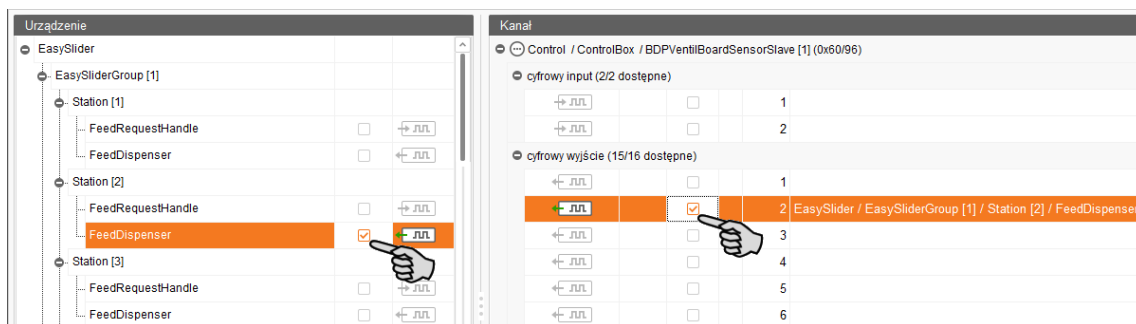 Urządzenie
EasySlider
EasySliderGroup [1]
Station [1]
FeedRequestHandle
FeedDispenser
Station [2]
FeedRequestHandle
FeedDispenser
Station [3]
FeedRequestHandle
FeedDispenser
Kanał
Control / ControlBox / BDPVentilBoardSensorSlave [1] (0x60/96)
cyfrowy input (2/2 dostępne)
1
2
cyfrowy wyjście (15/16 dostępne)
1
2 EasySlider / EasySliderGroup [1] / Station [2] / FeedDispenser
3
4
5
6